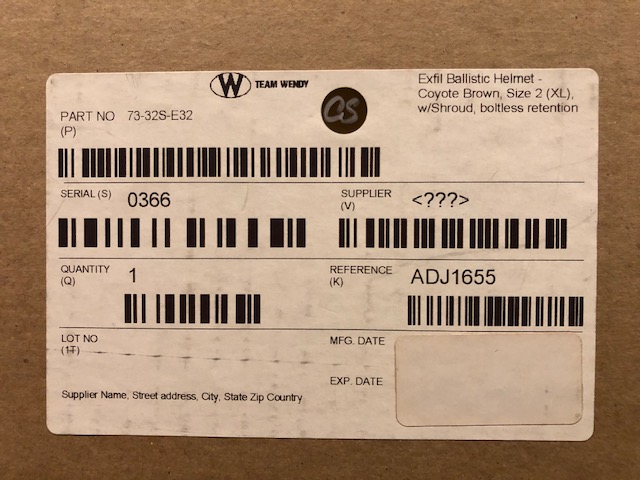 W TEAM WENDY
CS
Exfil Ballistic Helmet -
Coyote Brown, Size 2 (XL),
w/Shroud, boltless retention
PART NO 73-32S-E32
(P)
SERIAL (S) 0366
SUPPLIER <???>
(V)
QUANTITY 1
(Q)
REFERENCE ADJ1655
(K)
LOT NO
(1T)
MFG. DATE
EXP. DATE
Supplier Name, Street address, City, State Zip Country